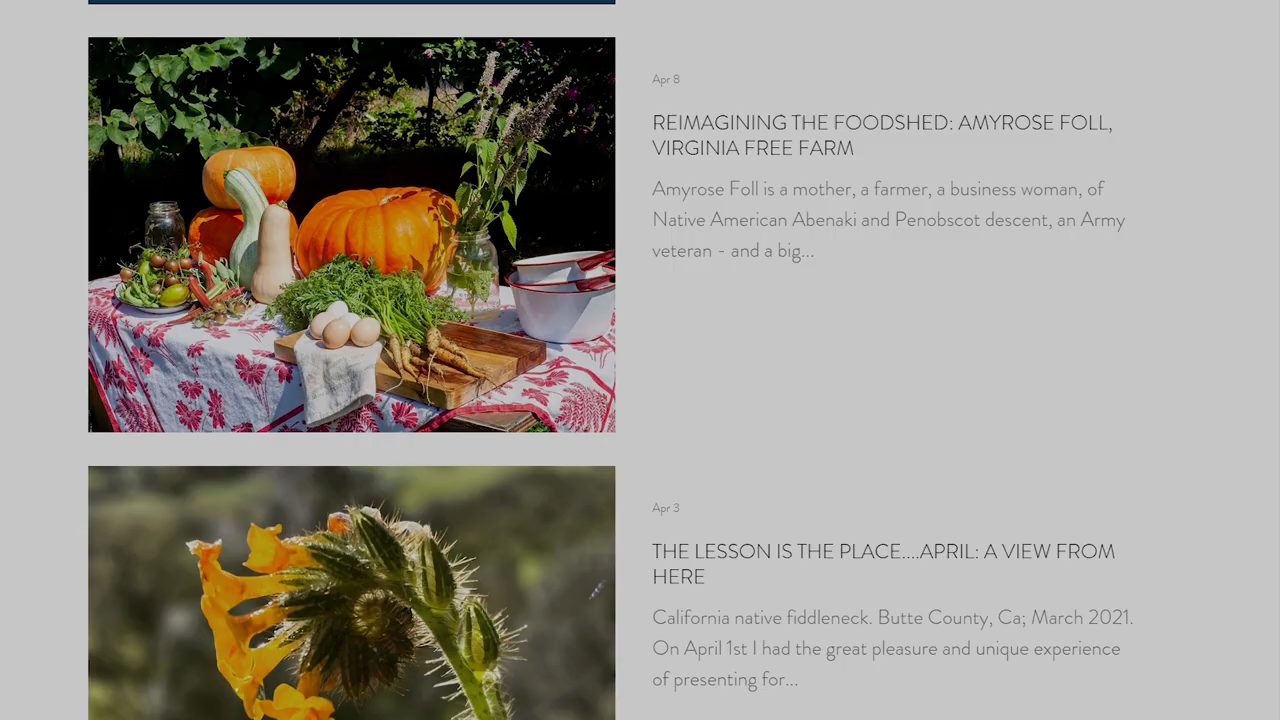 Apr 8
REIMAGINING THE FOODSHED: AMYROSE FOLL,
VIRGINIA FREE FARM
Amyrose Foll is a mother, a farmer, a business woman, of
Native American Abenaki and Penobscot descent, an Army
veteran - and a big...
Apr 3
THE LESSON IS THE PLACE....APRIL: A VIEW FROM
HERE
California native fiddleneck. Butte County, Ca; March 2021.
On April 1st I had the great pleasure and unique experience
of presenting for...